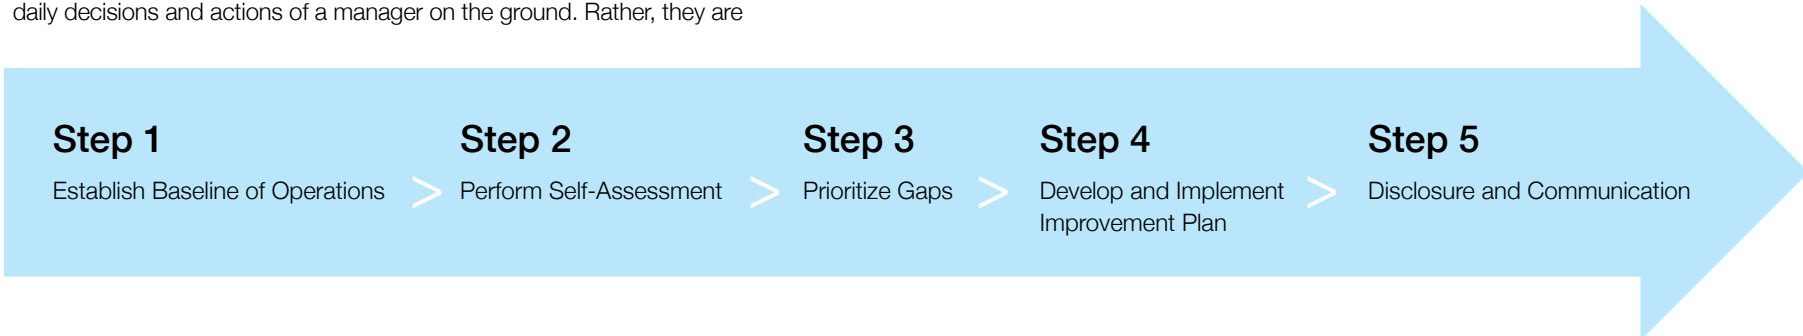 daily decisions and actions of a manager on the ground. Rather, they are
Step 1
Establish Baseline of Operations
>
Step 2
Perform Self-Assessment
>
Step 3
Prioritize Gaps
>
Step 4
Develop and Implement
Improvement Plan
>
Step 5
Disclosure and Communication